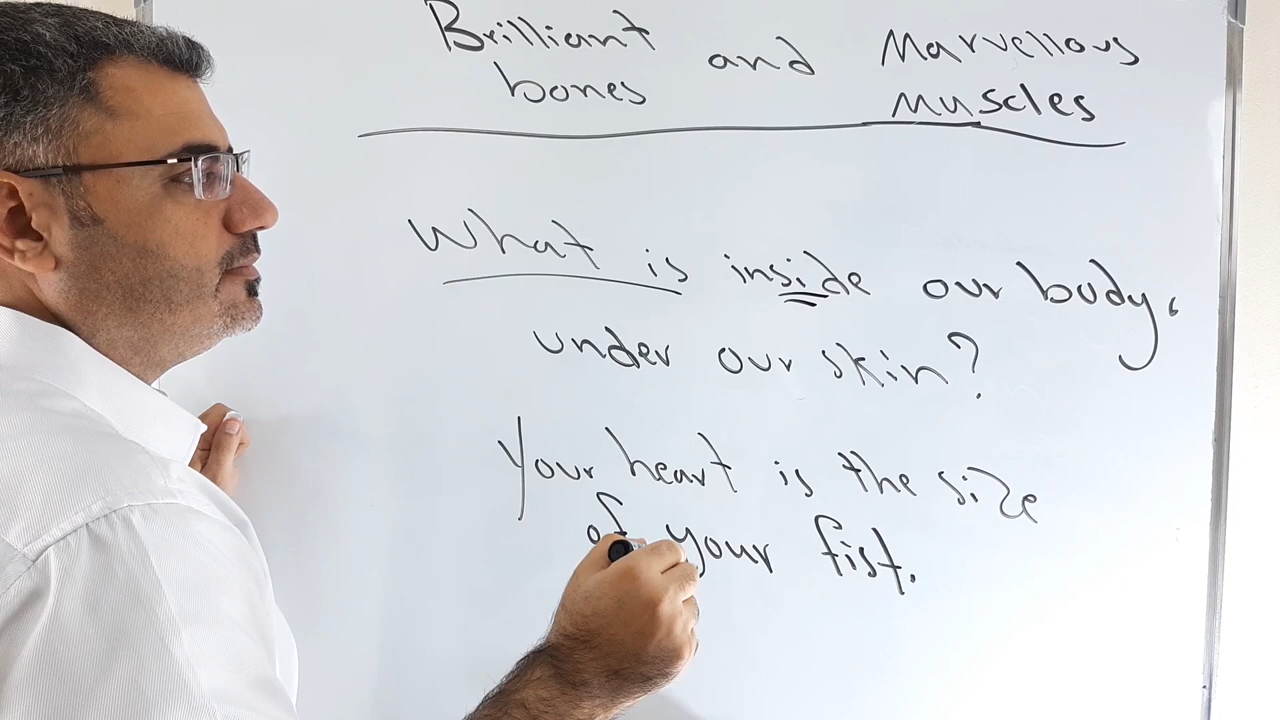 Brilliant and Marvellous
bones muscles
What is inside our body,
under our skin?
Your heart is the size
of your fist.